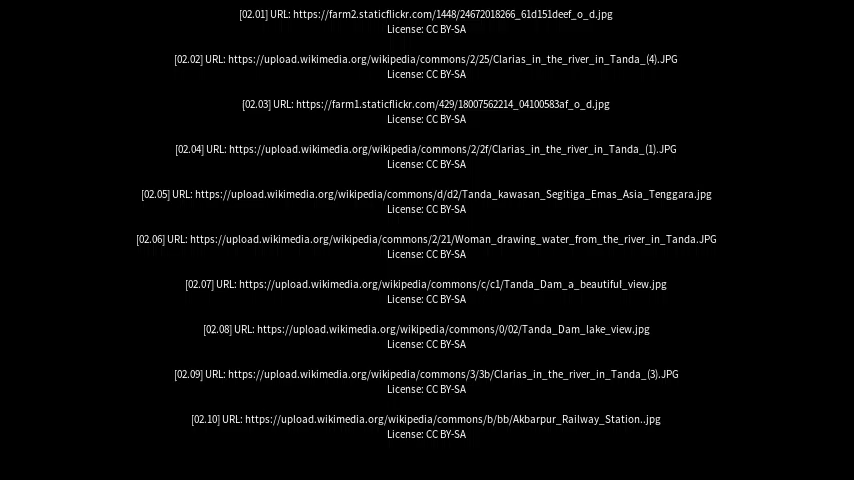 [02.01] URL: https://farm2.staticflickr.com/1448/24672018266_61d151deef_o_d.jpg
License: CC BY-SA
[02.02] URL: https://upload.wikimedia.org/wikipedia/commons/2/25/Clarias_in_the_river_in_Tanda_(4).JPG
License: CC BY-SA
[02.03] URL: https://farm1.staticflickr.com/429/18007562214_04100583af_o_d.jpg
License: CC BY-SA
[02.04] URL: https://upload.wikimedia.org/wikipedia/commons/2/2f/Clarias_in_the_river_in_Tanda_(1).JPG
License: CC BY-SA
[02.05] URL: https://upload.wikimedia.org/wikipedia/commons/d/d2/Tanda_kawasan_Segitiga_Emas_Asia_Tenggara.jpg
License: CC BY-SA
[02.06] URL: https://upload.wikimedia.org/wikipedia/commons/2/21/Woman_drawing_water_from_the_river_in_Tanda.JPG
License: CC BY-SA
[02.07] URL: https://upload.wikimedia.org/wikipedia/commons/c/c1/Tanda_Dam_a_beautiful_view.jpg
License: CC BY-SA
[02.08] URL: https://upload.wikimedia.org/wikipedia/commons/0/02/Tanda_Dam_lake_view.jpg
License: CC BY-SA
[02.09] URL: https://upload.wikimedia.org/wikipedia/commons/3/3b/Clarias_in_the_river_in_Tanda_(3).JPG
License: CC BY-SA
[02.10] URL: https://upload.wikimedia.org/wikipedia/commons/b/bb/Akbarpur_Railway_Station..jpg
License: CC BY-SA